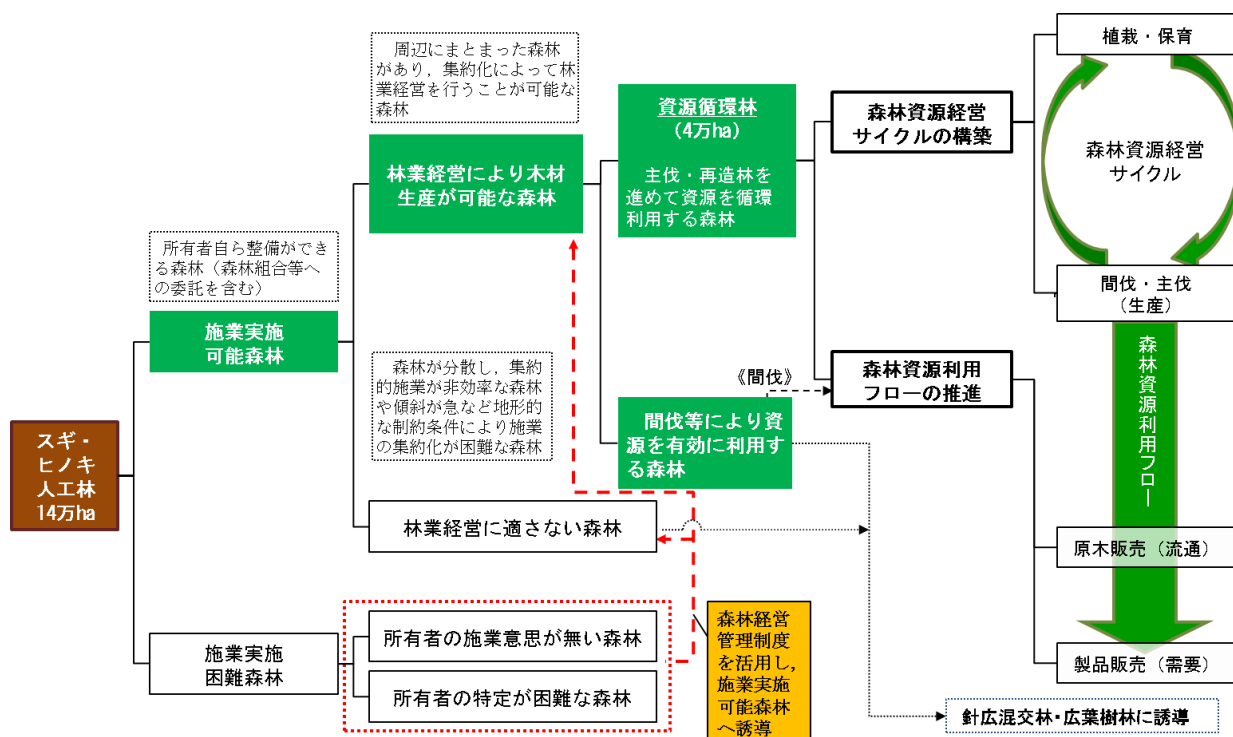 スギ・
ヒノキ
人工林
14万ha
所有者自ら整備ができ
る森林（森林組合等へ
の委託を含む）
施業実施
可能森林
施業実施
困難森林
周辺にまとまった森林
があり，集約化によって林
業経営を行うことが可能な
森林
林業経営により木材
生産が可能な森林
森林が分散し，集約
的施業が非効率な森林
や傾斜が急など地形的
な制約条件により施業
の集約化が困難な森林
林業経営に適さない森林
所有者の施業意思が無い森林
所有者の特定が困難な森林
資源循環林
(4万ha)
主伐・再造林を
進めて資源を循環
利用する森林
間伐等により資
源を有効に利用す
る森林
《間伐》
森林経営
管理制度
を活用し，
施業実施
可能森林
へ誘導
森林資源経営
サイクルの構築
森林資源利用
フローの推進
植栽・保育
森林資源経営
サイクル
間伐・主伐
(生産)
森林資源利用フロー
原木販売（流通）
製品販売（需要）
針広混交林・広葉樹林に誘導